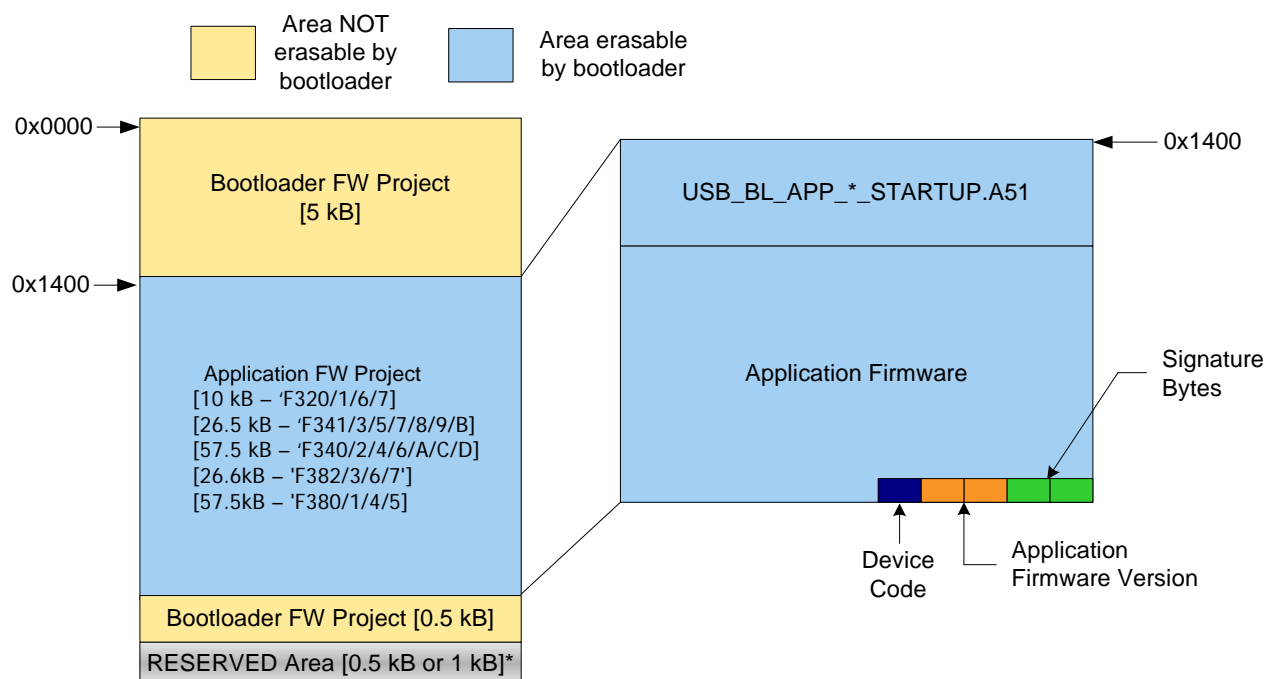 Area NOT
erasable by
bootloader
Area erasable
by bootloader
0x0000
Bootloader FW Project
[5 kB]
0x1400
Application FW Project
[10 kB – ‘F320/1/6/7]
[26.5 kB – ‘F341/3/5/7/8/9/B]
[57.5 kB – ‘F340/2/4/6/A/C/D]
[26.6kB – 'F382/3/6/7']
[57.5kB – 'F380/1/4/5]
Bootloader FW Project [0.5 kB]
RESERVED Area [0.5 kB or 1 kB]*
0x1400
USB_BL_APP_*_STARTUP.A51
Application Firmware
Signature
Bytes
Device
Code
Application
Firmware Version